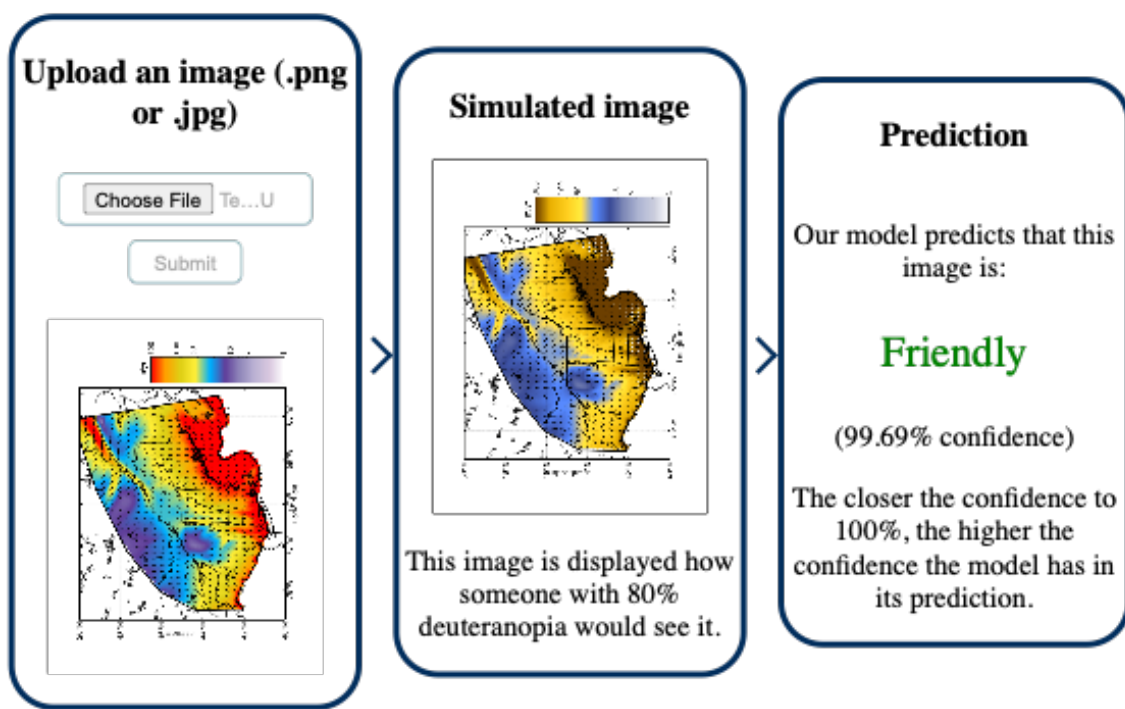 Upload an image (.png
or .jpg)
Choose File Te...U
Submit
Simulated image
This image is displayed how
someone with 80%
deuteranopia would see it.
Prediction
Our model predicts that this
image is:
Friendly
(99.69% confidence)
The closer the confidence to
100%, the higher the
confidence the model has in
its prediction.